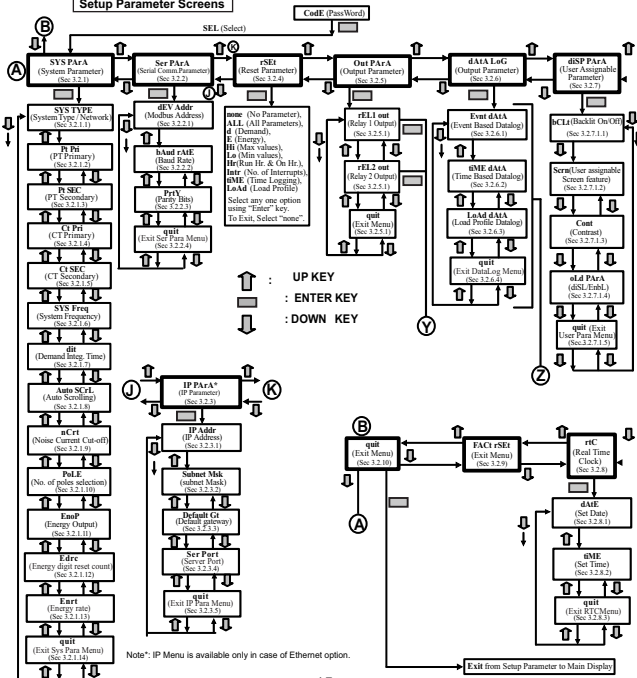 Setup Parameter Screens
CodE (PassWord)
SEL (Select)
B
A
SYS PArA
(System Parameter)
(Sec 3.2.1)
Ser PArA
(Serial Comm.Parameter)
(Sec 3.2.2)
K
J
rSEt
(Reset Parameter)
(Sec 3.2.4)
Out PArA
(Output Parameter)
(Sec 3.2.5)
dAtA LoG
(Output Parameter)
(Sec 3.2.6)
diSP PArA
(User Assignable
Parameter)
(Sec 3.2.7)
SYS TYPE
(System Type / Network)
(Sec 3.2.1.1)
Pt Pri
(PT Primary)
(Sec 3.2.1.2)
Pt SEC
(PT Secondary)
(Sec 3.2.1.3)
Ct Pri
(CT Primary)
(Sec 3.2.1.4)
Ct SEC
(CT Secondary)
(Sec 3.2.1.5)
SYS Freq
(System Frequency)
(Sec 3.2.1.6)
dit
(Demand Integ. Time)
(Sec 3.2.1.7)
Auto SCrL
(Auto Scrolling)
(Sec 3.2.1.8)
nCrt
(Noise Current Cut-off)
(Sec 3.2.1.9)
PoLE
(No. of poles selection)
(Sec 3.2.1.10)
EnoP
(Energy Output)
(Sec 3.2.1.11)
Edrc
(Energy digit reset count)
(Sec 3.2.1.12)
Enrt
(Energy rate)
(Sec 3.2.1.13)
quit
(Exit Sys Para Menu)
(Sec 3.2.1.14)
dEV Addr
(Modbus Address)
(Sec 3.2.2.1)
bAud rAtE
(Baud Rate)
(Sec 3.2.2.2)
PrtY
(Parity Bits)
(Sec 3.2.2.3)
quit
(Exit Ser Para Menu)
(Sec 3.2.2.4)
none (No Parameter),
ALL (All Parameters),
d (Demand),
E (Energy),
Hi (Max values),
Lo (Min values),
Hr(Run Hr. & On Hr.),
Intr (No. of Interrupts),
tiME (Time Logging),
LoAd (Load Profile)
Select any one option
using "Enter" key.
To Exit, Select "none".
rEL1 out
(Relay 1 Output)
(Sec 3.2.5.1)
rEL2 out
(Relay 2 Output)
(Sec 3.2.5.1)
quit
(Exit Menu)
(Sec 3.2.5.1)
Y
Evnt dAtA
(Event Based Datalog)
(Sec 3.2.6.1)
tiME dAtA
(Time Based Datalog)
(Sec 3.2.6.2)
LoAd dAtA
(Load Profile Datalog)
(Sec 3.2.6.3)
quit
(Exit DataLog Menu)
(Sec 3.2.6.4)
Z
bCLt (Backlit On/Off)
(Sec 3.2.7.1.1)
Scrn(User assignable
Screen feature)
(Sec 3.2.7.1.2)
Cont
(Contrast)
(Sec 3.2.7.1.3)
oLd PArA
(diSL/EnbL)
(Sec 3.2.7.1.4)
quit (Exit
User Para Menu)
(Sec.3.2.7.1.5)
: UP KEY
: ENTER KEY
: DOWN KEY
J
IP PArA*
(IP Parameter)
(Sec 3.2.3)
K
IP Addr
(IP Address)
(Sec 3.2.3.1)
Subnet Msk
(subnet Mask)
(Sec 3.2.3.2)
Default Gt
(Default gateway)
(Sec 3.2.3.3)
Ser Port
(Server Port)
(Sec 3.2.3.4)
quit
(Exit IP Para Menu)
(Sec 3.2.3.5)
Note*: IP Menu is available only in case of Ethernet option.
B
quit
(Exit Menu)
(Sec 3.2.10)
A
FACt rSEt
(Exit Menu)
(Sec 3.2.9)
rtC
(Real Time
Clock)
(Sec 3.2.8)
dAtE
(Set Date)
(Sec 3.2.8.1)
tiME
(Set Time)
(Sec 3.2.8.2)
quit
(Exit RTCMenu)
(Sec 3.2.8.3)
Exit from Setup Parameter to Main Display